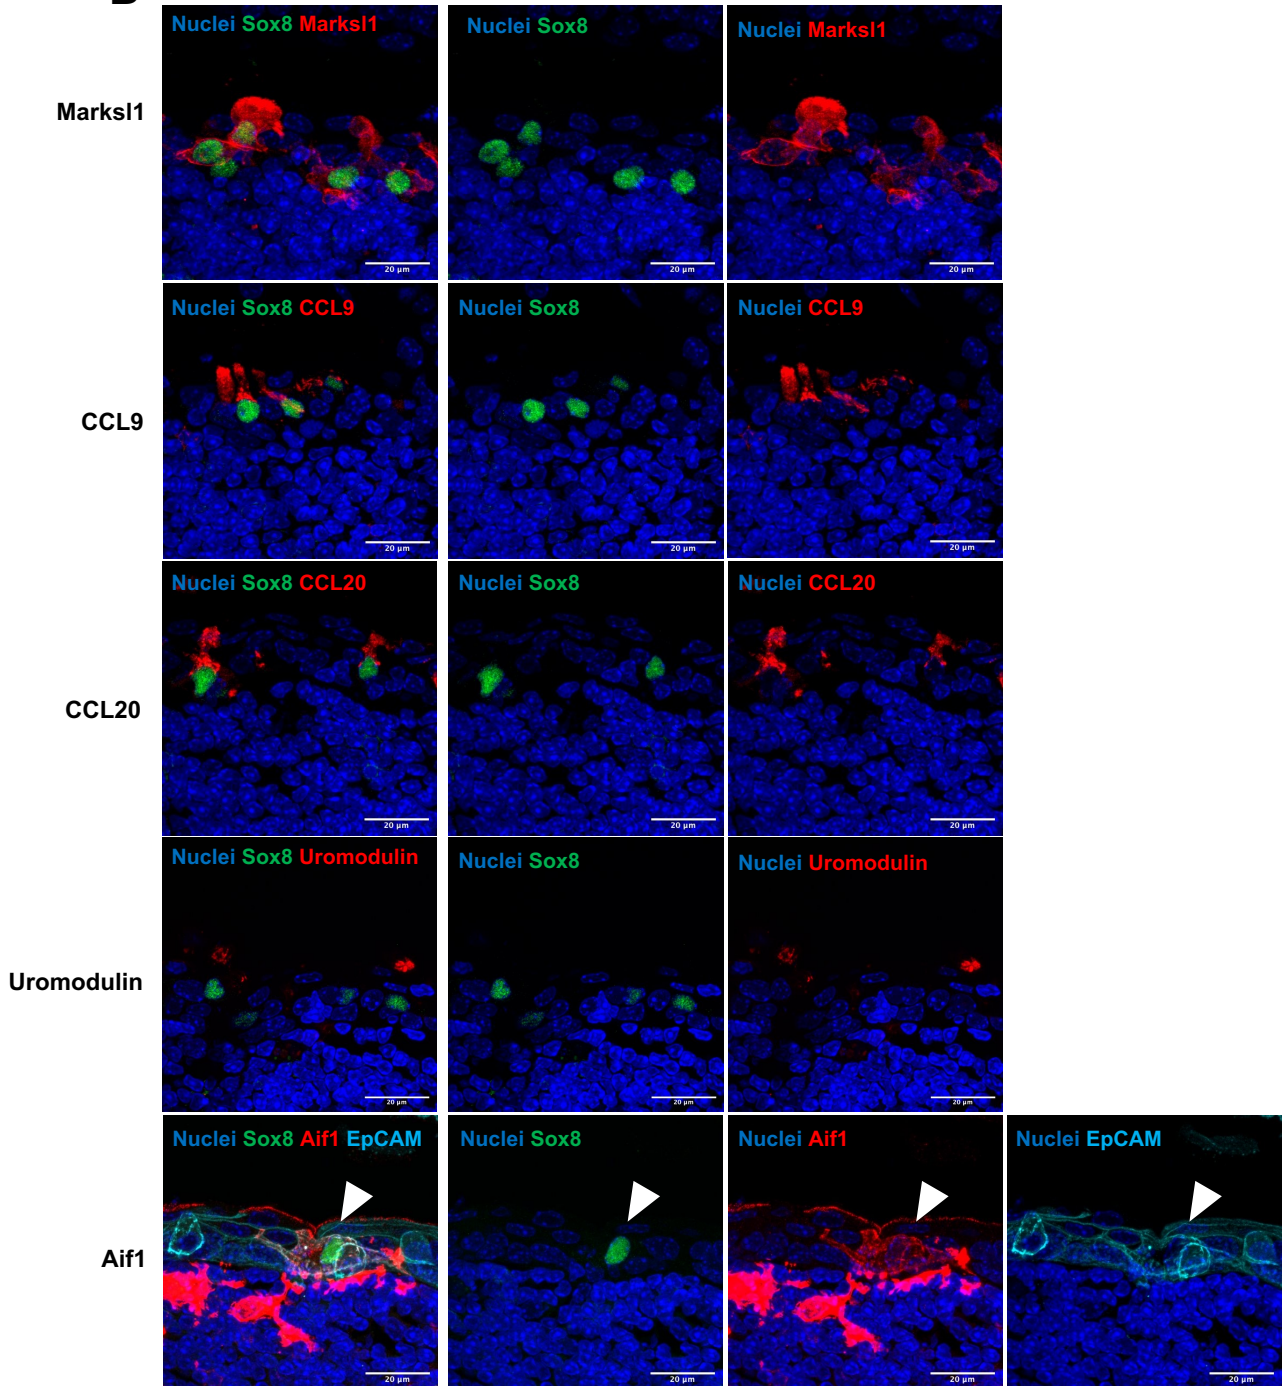 Nuclei Sox8 Marksl1
Nuclei Sox8
Nuclei Marksl1
Marksl1
20 µm
20 µm
20 µm
Nuclei Sox8 CCL9
Nuclei Sox8
Nuclei CCL9
CCL9
20 µm
20 µm
20 µm
Nuclei Sox8 CCL20
Nuclei Sox8
Nuclei CCL20
CCL20
20 µm
20 µm
20 µm
Nuclei Sox8 Uromodulin
Nuclei Sox8
Nuclei Uromodulin
Uromodulin
20 µm
20 µm
20 µm
Nuclei Sox8 Aif1 EpCAM
Nuclei Sox8
Nuclei Aif1
Nuclei EpCAM
Aif1
20 µm
20 µm
20 µm
20 µm